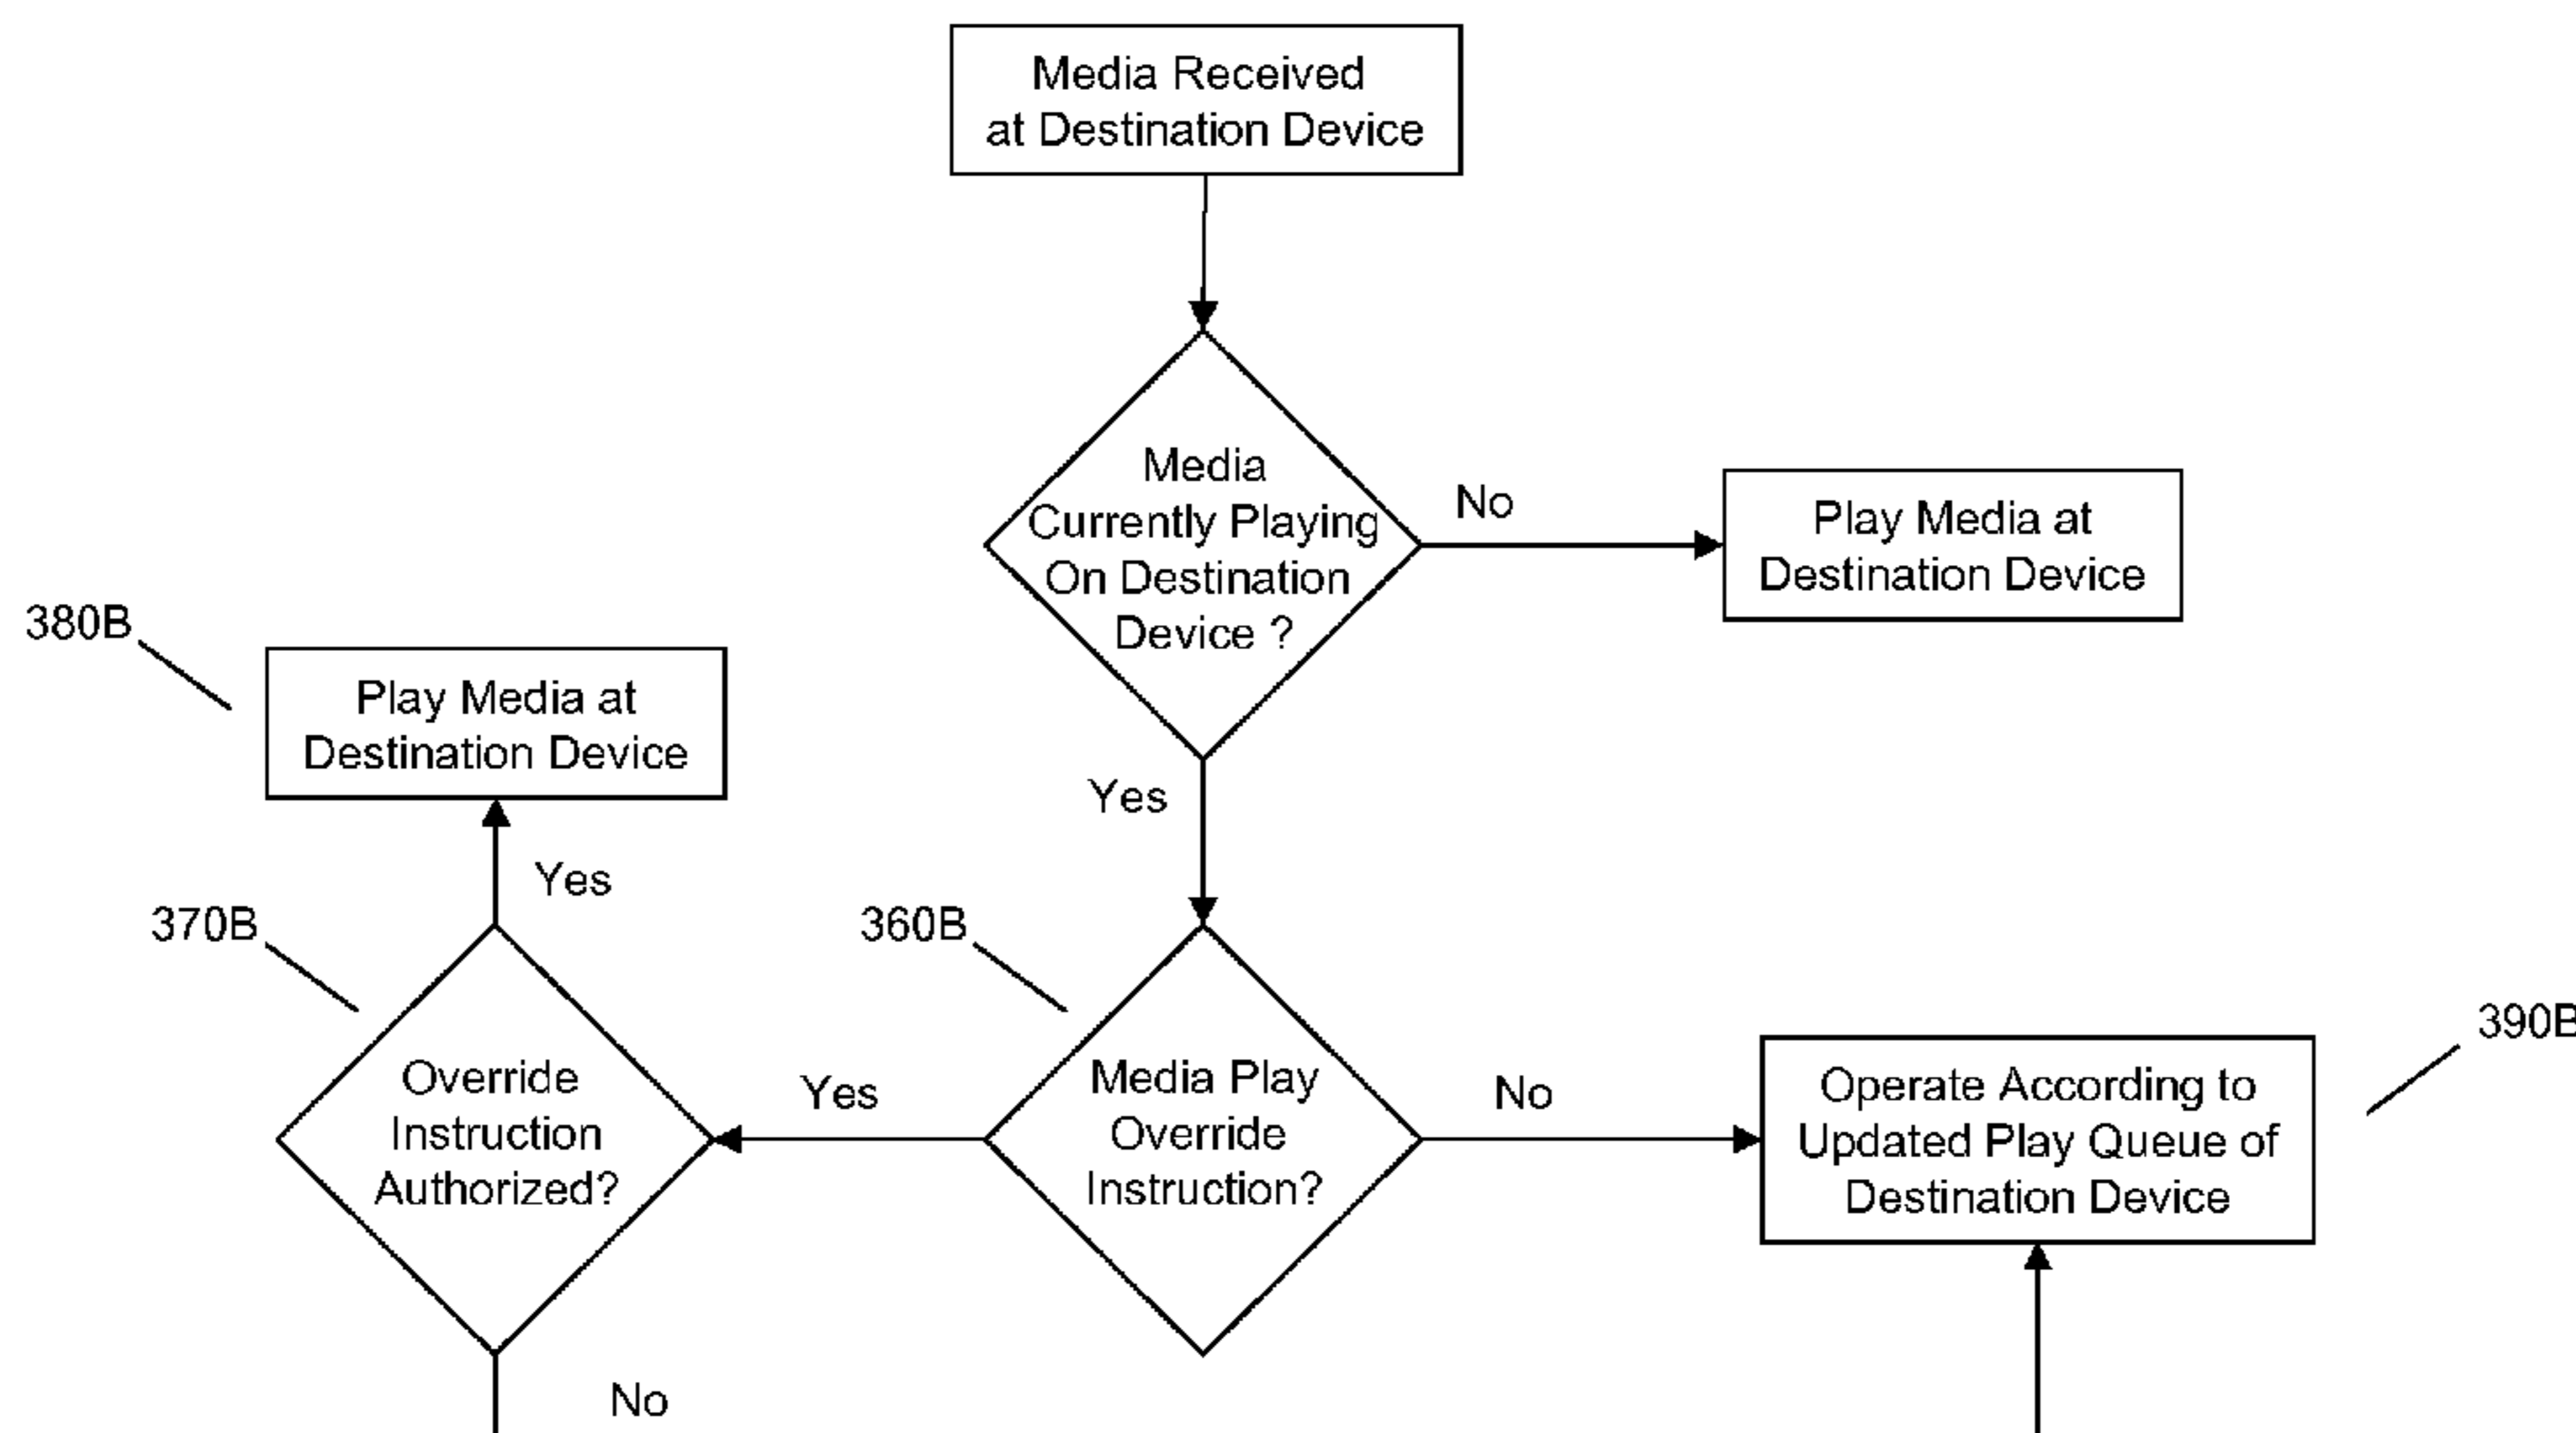 Media Received
at Destination Device
Media
Currently Playing
On Destination
Device ?
No
Play Media at
Destination Device
Yes
380B
Play Media at
Destination Device
Yes
370B
Override
Instruction
Authorized?
Yes
360B
Media Play
Override
Instruction?
No
390B
Operate According to
Updated Play Queue of
Destination Device
No